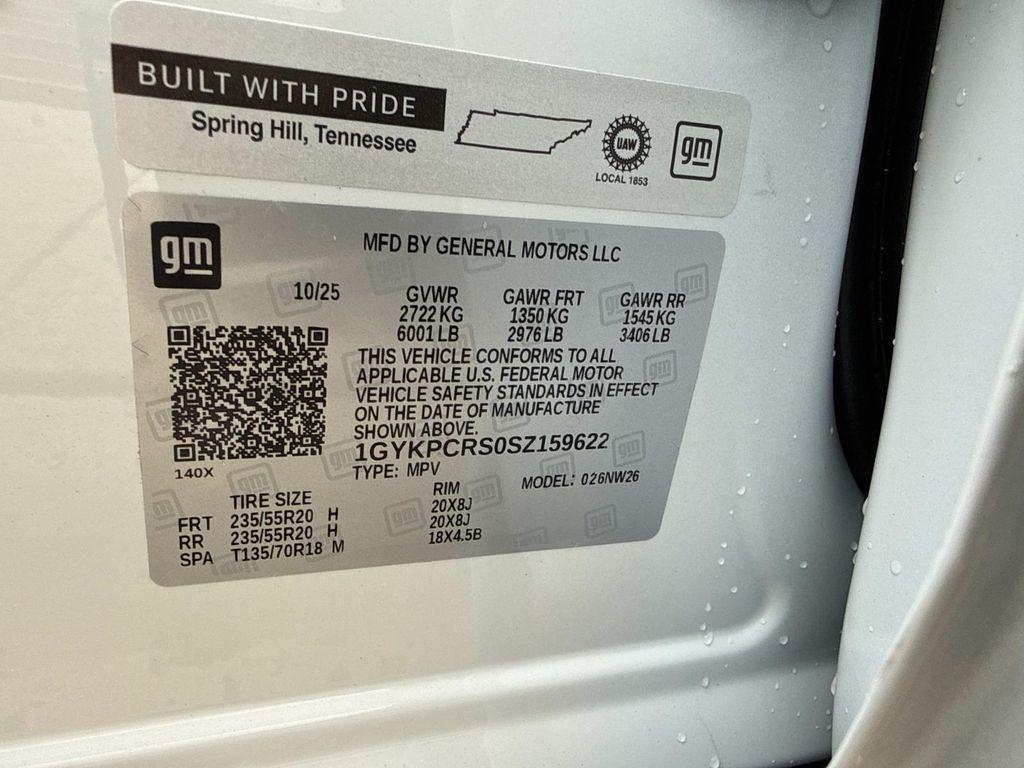 BUILT WITH PRIDE
Spring Hill, Tennessee
UAW
LOCAL 1853
gm
gm
MFD BY GENERAL MOTORS LLC
10/25 GVWR GAWR FRT GAWR RR
2722 KG 1350 KG 1545 KG
6001 LB 2976 LB 3406 LB
THIS VEHICLE CONFORMS TO ALL
APPLICABLE U.S. FEDERAL MOTOR
VEHICLE SAFETY STANDARDS IN EFFECT
ON THE DATE OF MANUFACTURE
SHOWN ABOVE.
1GYKPCRS0SZ159622
140X
TYPE: MPV MODEL: 026NW26
TIRE SIZE RIM
FRT 235/55R20 H 20X8J
RR 235/55R20 H 20X8J
SPA T135/70R18 M 18X4.5B